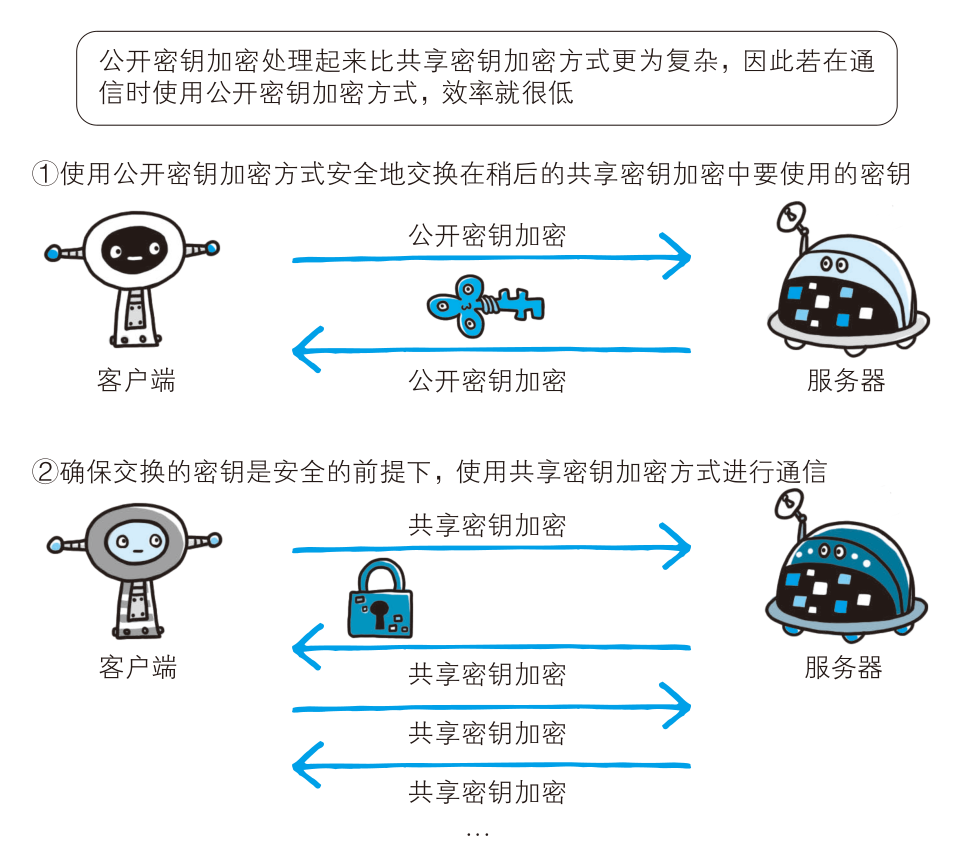 公开密钥加密处理起来比共享密钥加密方式更为复杂，因此若在通
信时使用公开密钥加密方式，效率就很低
①使用公开密钥加密方式安全地交换在稍后的共享密钥加密中要使用的密钥
公开密钥加密
公开密钥加密
客户端
服务器
②确保交换的密钥是安全的前提下，使用共享密钥加密方式进行通信
共享密钥加密
客户端
服务器
共享密钥加密
共享密钥加密
共享密钥加密
…